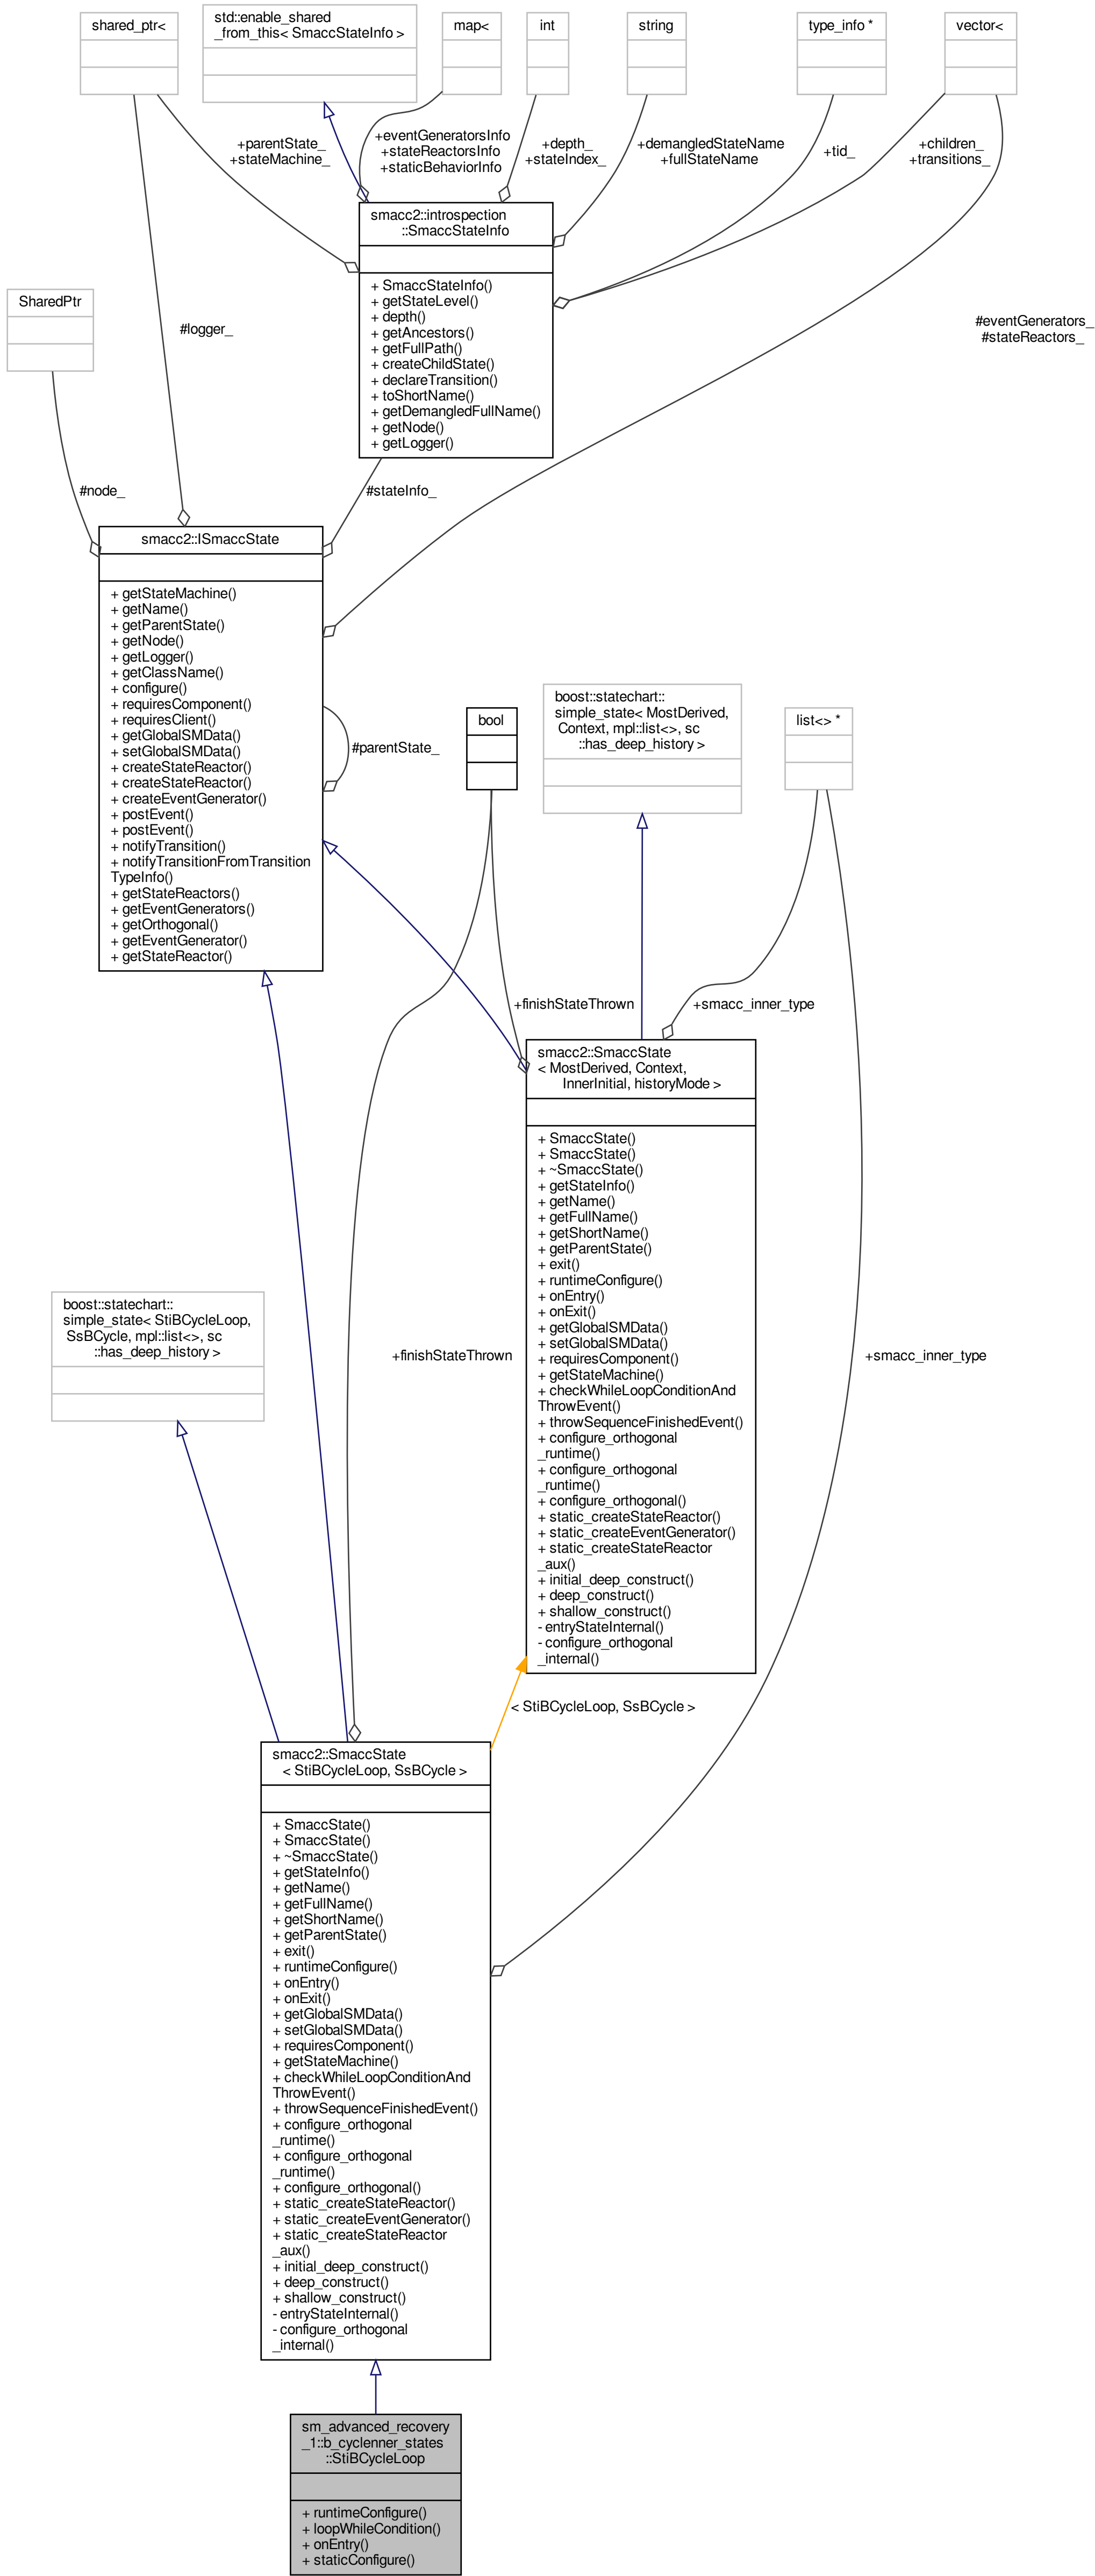 shared_ptr<
std::enable_shared
_from_this< SmaccStateInfo >
map<
int
string
type_info *
vector<
+parentState_
+stateMachine_
+eventGeneratorsInfo
+stateReactorsInfo
+staticBehaviorInfo
+depth_
+stateIndex_
+demangledStateName
+fullStateName
+tid_
+children_
+transitions_
smacc2::introspection
::SmaccStateInfo
+ SmaccStateInfo()
+ getStateLevel()
+ depth()
+ getAncestors()
+ getFullPath()
+ createChildState()
+ declareTransition()
+ toShortName()
+ getDemangledFullName()
+ getNode()
+ getLogger()
SharedPtr
#logger_
#eventGenerators_
#stateReactors_
#node_
#stateInfo_
smacc2::ISmaccState
+ getStateMachine()
+ getName()
+ getParentState()
+ getNode()
+ getLogger()
+ getClassName()
+ configure()
+ requiresComponent()
+ requiresClient()
+ getGlobalSMData()
+ setGlobalSMData()
+ createStateReactor()
+ createStateReactor()
+ createEventGenerator()
+ postEvent()
+ postEvent()
+ notifyTransition()
+ notifyTransitionFromTransition
TypeInfo()
+ getStateReactors()
+ getEventGenerators()
+ getOrthogonal()
+ getEventGenerator()
+ getStateReactor()
#parentState_
bool
boost::statechart::
simple_state< MostDerived,
Context, mpl::list<>, sc
::has_deep_history >
list<> *
+finishStateThrown
+smacc_inner_type
smacc2::SmaccState
< MostDerived, Context,
InnerInitial, historyMode >
+ SmaccState()
+ SmaccState()
+ ~SmaccState()
+ getStateInfo()
+ getName()
+ getFullName()
+ getShortName()
+ getParentState()
+ exit()
+ runtimeConfigure()
+ onEntry()
+ onExit()
+ getGlobalSMData()
+ setGlobalSMData()
+ requiresComponent()
+ getStateMachine()
+ checkWhileLoopConditionAnd
ThrowEvent()
+ throwSequenceFinishedEvent()
+ configure_orthogonal
_runtime()
+ configure_orthogonal
_runtime()
+ configure_orthogonal()
+ static_createStateReactor()
+ static_createEventGenerator()
+ static_createStateReactor
_aux()
+ initial_deep_construct()
+ deep_construct()
+ shallow_construct()
- entryStateInternal()
- configure_orthogonal
_internal()
boost::statechart::
simple_state< StiBCycleLoop,
SsBCycle, mpl::list<>, sc
::has_deep_history >
+finishStateThrown
+smacc_inner_type
< StiBCycleLoop, SsBCycle >
smacc2::SmaccState
< StiBCycleLoop, SsBCycle >
+ SmaccState()
+ SmaccState()
+ ~SmaccState()
+ getStateInfo()
+ getName()
+ getFullName()
+ getShortName()
+ getParentState()
+ exit()
+ runtimeConfigure()
+ onEntry()
+ onExit()
+ getGlobalSMData()
+ setGlobalSMData()
+ requiresComponent()
+ getStateMachine()
+ checkWhileLoopConditionAnd
ThrowEvent()
+ throwSequenceFinishedEvent()
+ configure_orthogonal
_runtime()
+ configure_orthogonal
_runtime()
+ configure_orthogonal()
+ static_createStateReactor()
+ static_createEventGenerator()
+ static_createStateReactor
_aux()
+ initial_deep_construct()
+ deep_construct()
+ shallow_construct()
- entryStateInternal()
- configure_orthogonal
_internal()
sm_advanced_recovery
_1::b_cyclenner_states
::StiBCycleLoop
+ runtimeConfigure()
+ loopWhileCondition()
+ onEntry()
+ staticConfigure()